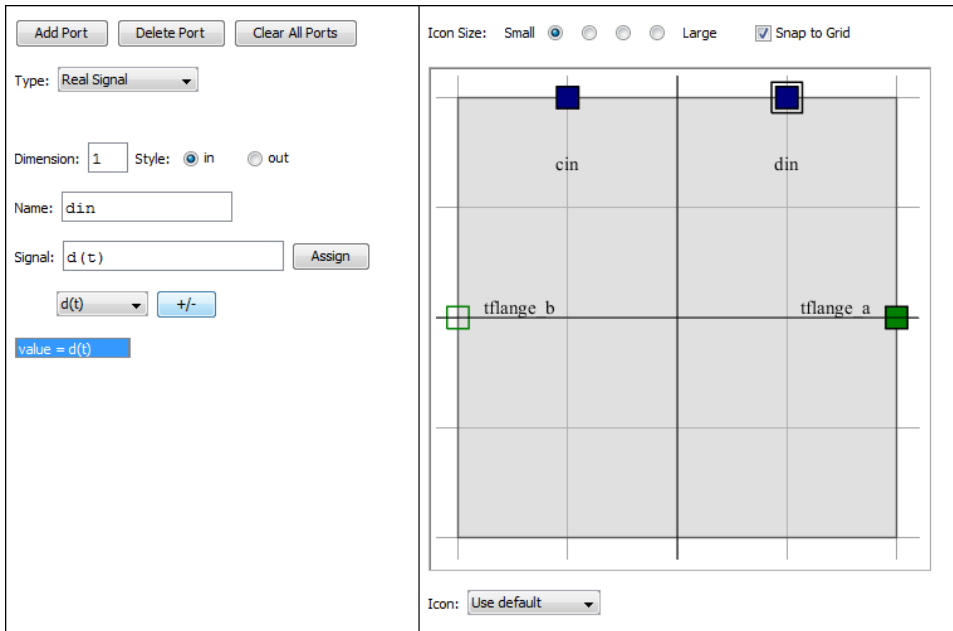 Add Port Delete Port Clear All Ports
Type: Real Signal
Dimension: 1 Style: in out
Name: din
Signal: d(t) Assign
d(t) +/-
value = d(t)
Icon Size: Small Large Snap to Grid
cin din
tflange_b tflange_a
Icon: Use default